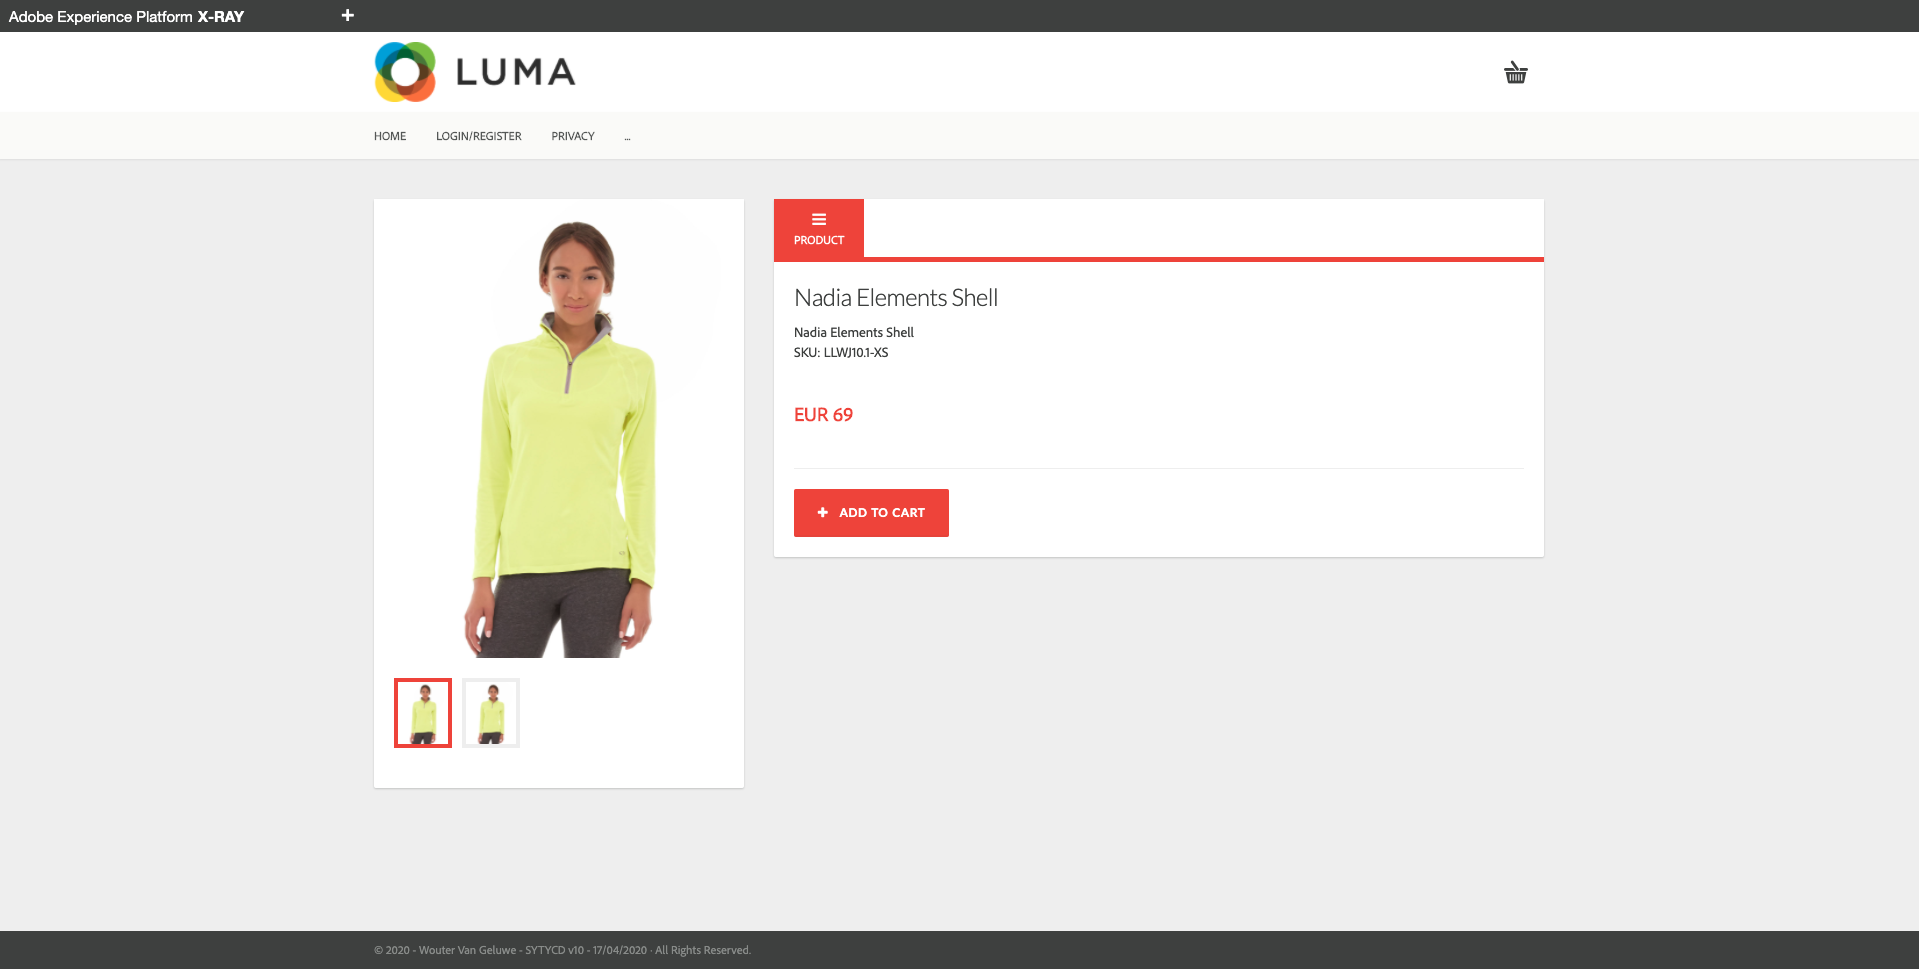 Adobe Experience Platform X-RAY
LUMA
HOME LOGIN/REGISTER PRIVACY ...
PRODUCT
Nadia Elements Shell
Nadia Elements Shell
SKU: LLWJ10.1-XS
EUR 69
ADD TO CART
© 2020 - Wouter Van Geluwe - SYTYCD v10 - 17/04/2020 · All Rights Reserved.